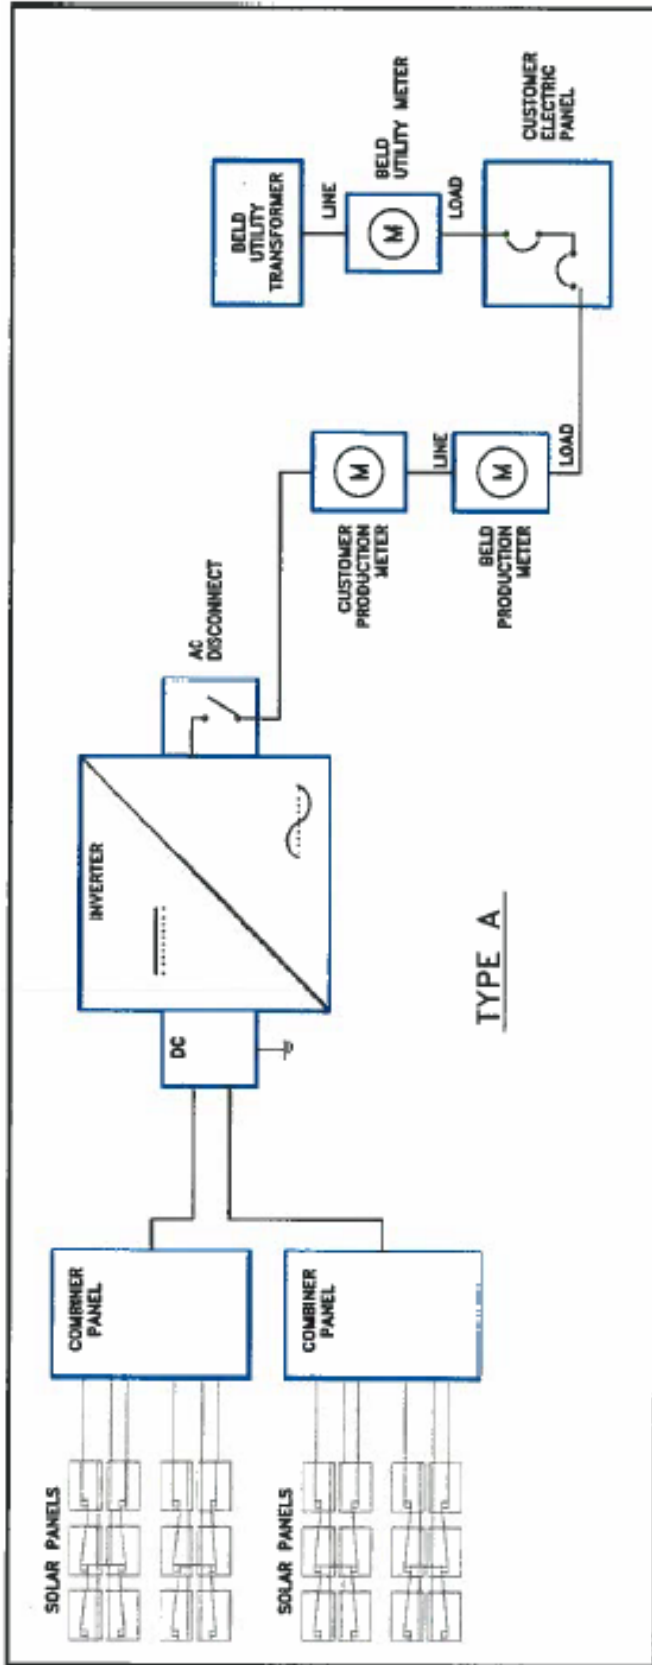 SOLAR PANELS
COMBINER
PANEL
SOLAR PANELS
COMBINER
PANEL
DC
INVERTER
AC
DISCONNECT
TYPE A
CUSTOMER
PRODUCTION
METER
M
LINE
BELD
PRODUCTION
METER
M
LOAD
BELD
UTILITY
TRANSFORMER
LINE
BELD
UTILITY METER
M
LOAD
CUSTOMER
ELECTRIC
PANEL